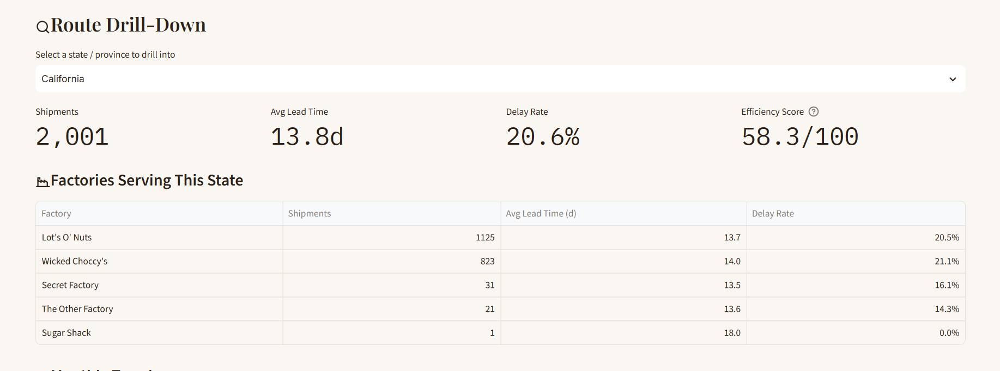 Route Drill-Down
Select a state / province to drill into
California
Shipments Avg Lead Time Delay Rate Efficiency Score
2,001 13.8d 20.6% 58.3/100
Factories Serving This State
Factory Shipments Avg Lead Time (d) Delay Rate
Lot's O' Nuts 1125 13.7 20.5%
Wicked Choccy's 823 14.0 21.1%
Secret Factory 31 13.5 16.1%
The Other Factory 21 13.6 14.3%
Sugar Shack 1 18.0 0.0%